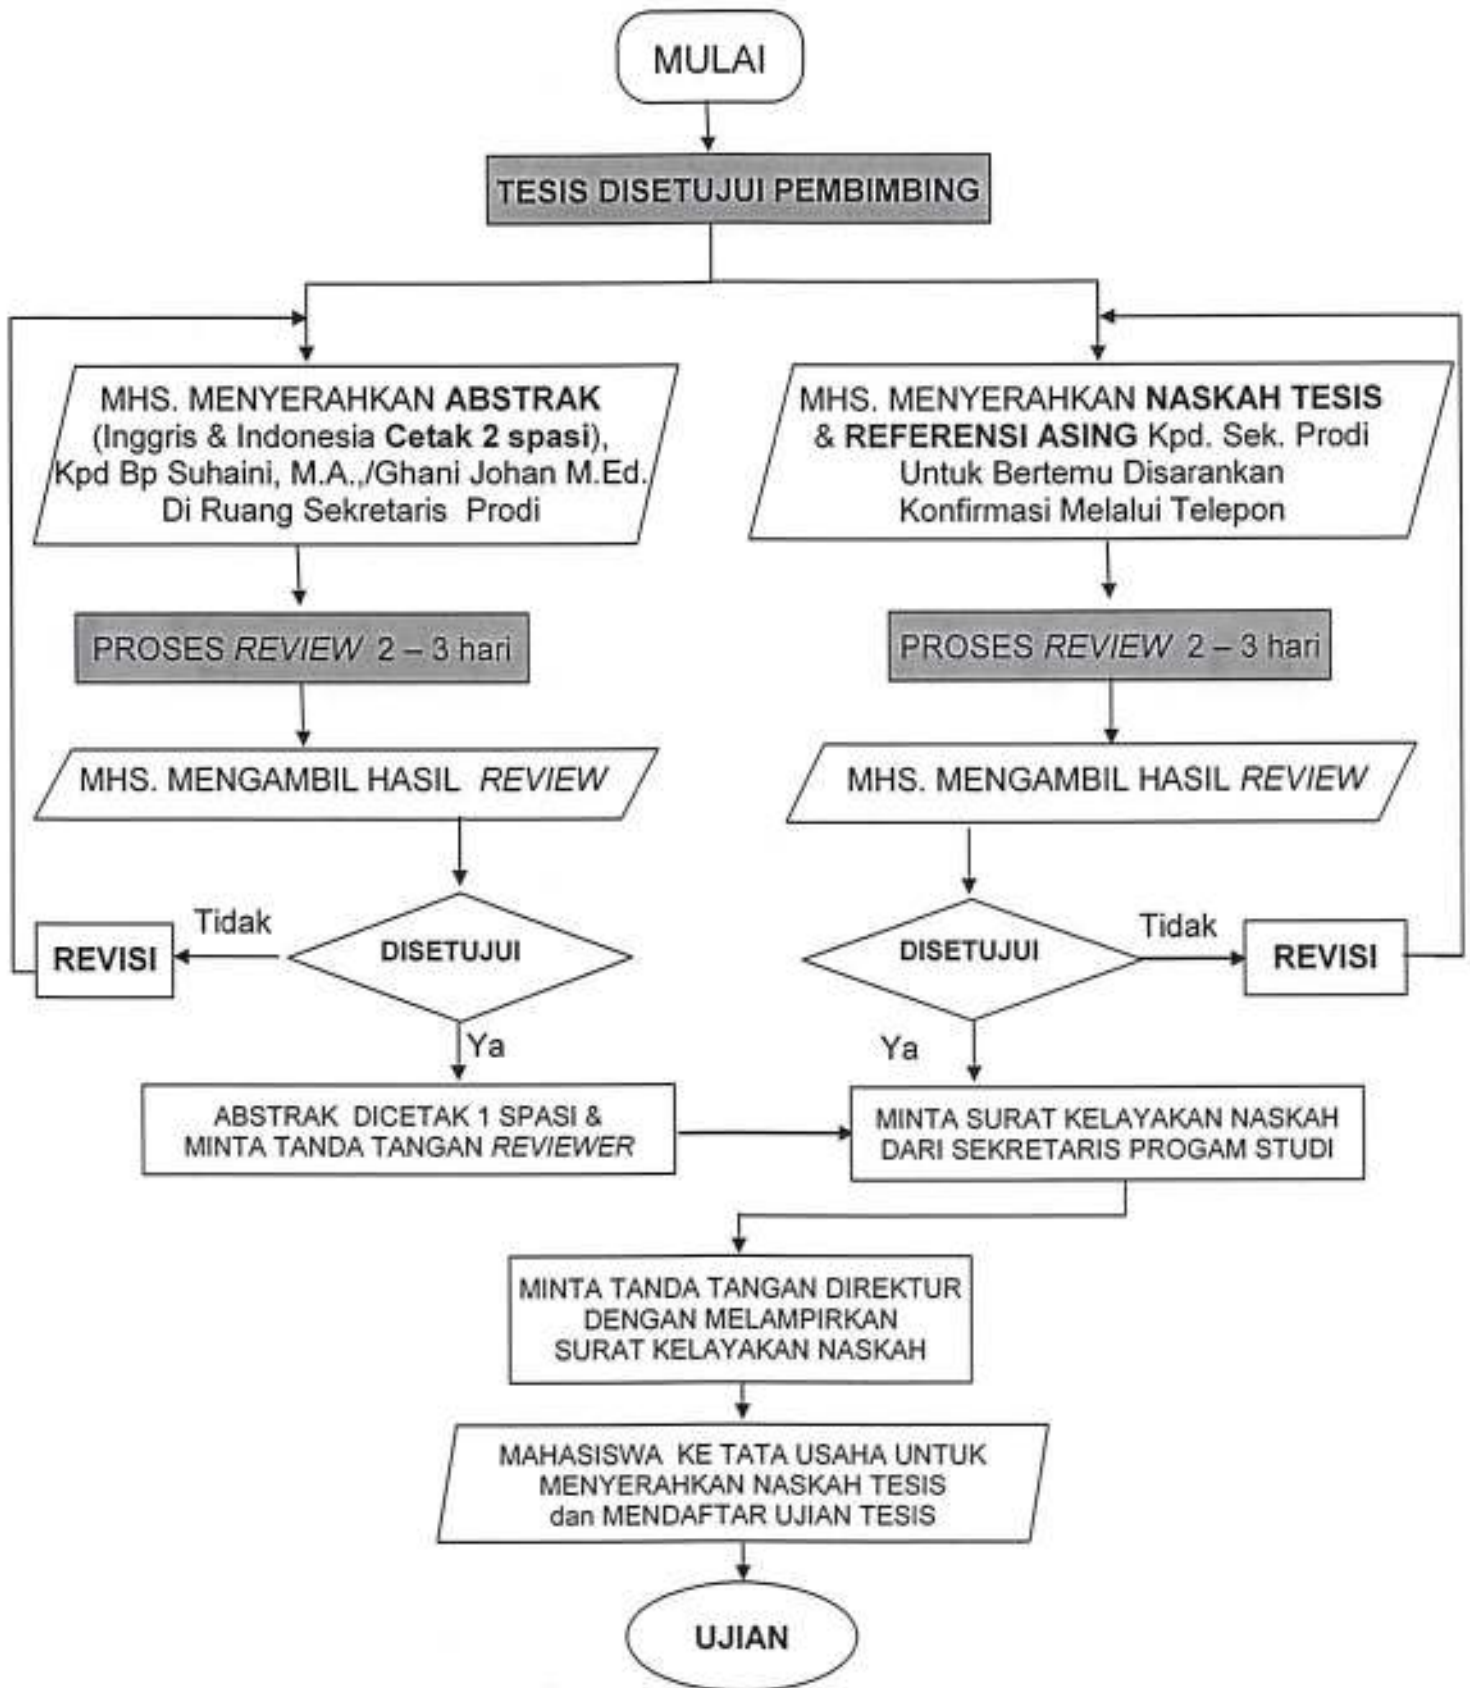 MULAI
TESIS DISETUJUI PEMBIMBING
MHS. MENYERAHKAN ABSTRAK
(Inggris & Indonesia Cetak 2 spasi),
Kpd Bp Suhaini, M.A.,/Ghani Johan M.Ed.
Di Ruang Sekretaris Prodi
MHS. MENYERAHKAN NASKAH TESIS
& REFERENSI ASING Kpd. Sek. Prodi
Untuk Bertemu Disarankan
Konfirmasi Melalui Telepon
PROSES REVIEW 2 – 3 hari
PROSES REVIEW 2 – 3 hari
MHS. MENGAMBIL HASIL REVIEW
MHS. MENGAMBIL HASIL REVIEW
REVISI
Tidak
DISETUJUI
DISETUJUI
Tidak
REVISI
Ya
Ya
ABSTRAK DICETAK 1 SPASI &
MINTA TANDA TANGAN REVIEWER
MINTA SURAT KELAYAKAN NASKAH
DARI SEKRETARIS PROGAM STUDI
MINTA TANDA TANGAN DIREKTUR
DENGAN MELAMPIRKAN
SURAT KELAYAKAN NASKAH
MAHASISWA KE TATA USAHA UNTUK
MENYERAHKAN NASKAH TESIS
dan MENDAFTAR UJIAN TESIS
UJIAN